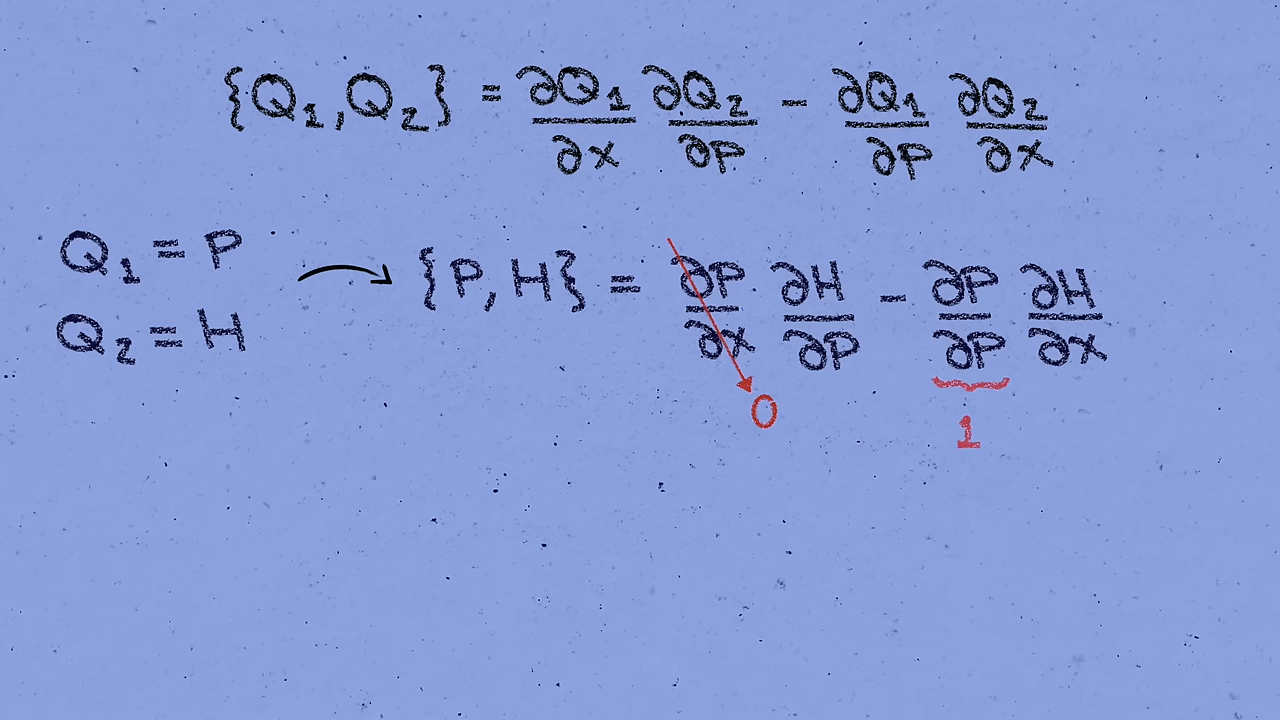 {Q₁,Q₂} = ∂Q₁/∂x ∂Q₂/∂p − ∂Q₁/∂p ∂Q₂/∂x
Q₁ = P → {P,H} = ∂P/∂x ∂H/∂P − ∂P/∂P ∂H/∂x
Q₂ = H
0
1